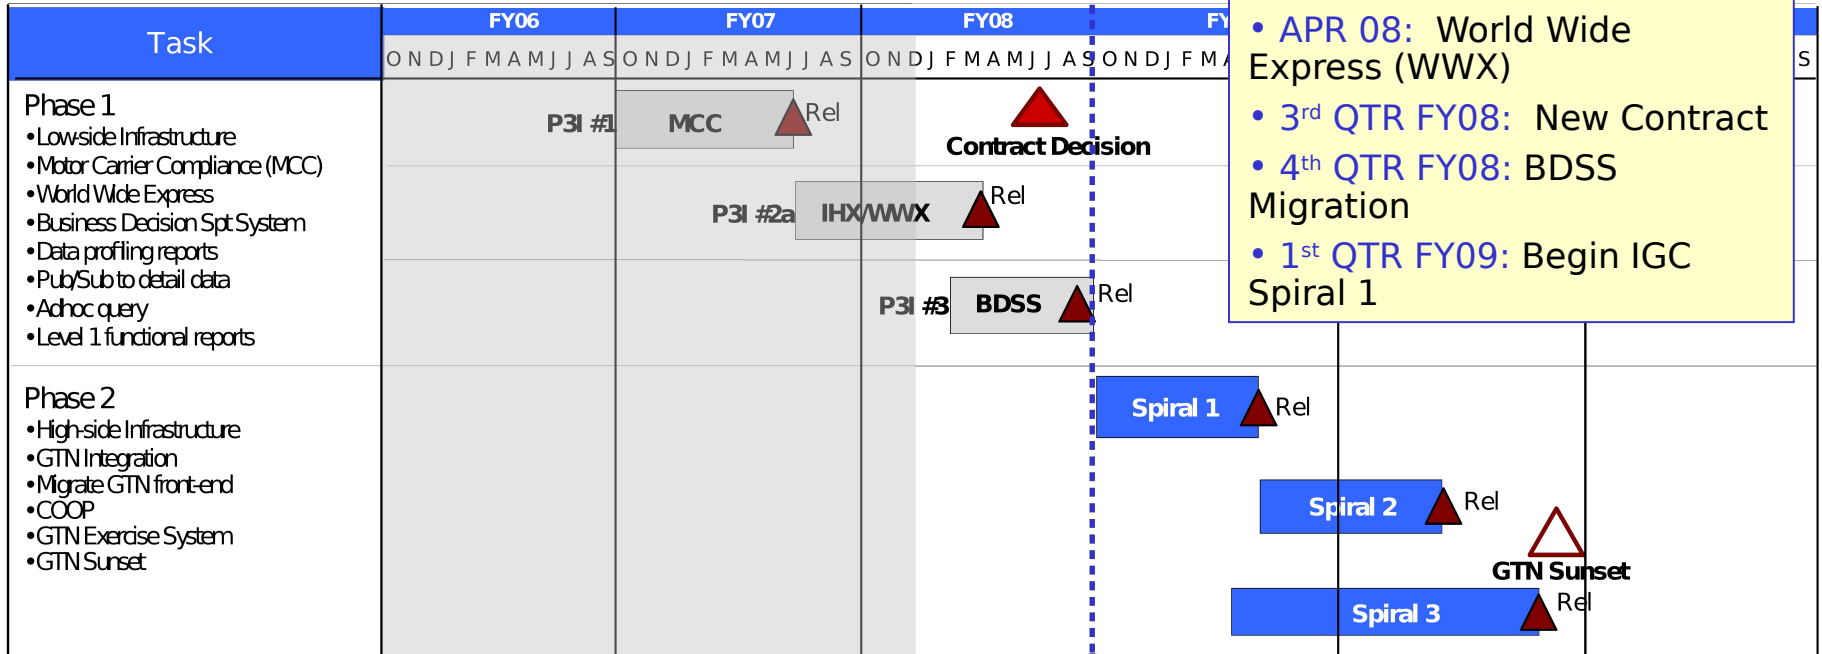 Task
FY06 FY07 FY08 FY
O N D J F M A M J J A S O N D J F M A M J J A S O N D J F M A M J J A S O N D J F M A S
• APR 08: World Wide
Express (WWX)
• 3rd QTR FY08: New Contract
• 4th QTR FY08: BDSS
Migration
• 1st QTR FY09: Begin IGC
Spiral 1
Phase 1
•Low-side Infrastructure
•Motor Carrier Compliance (MCC)
•World Wide Express
•Business Decision Spt System
•Data profiling reports
•Pub/Sub to detail data
•Adhoc query
•Level 1 functional reports
P3I #1 MCC Rel
Contract Decision
P3I #2a IHX/WWX Rel
P3I #3 BDSS Rel
Phase 2
•High-side Infrastructure
•GTN Integration
•Migrate GTN front-end
•COOP
•GTN Exercise System
•GTN Sunset
Spiral 1 Rel
Spiral 2 Rel
GTN Sunset
Spiral 3 Rel